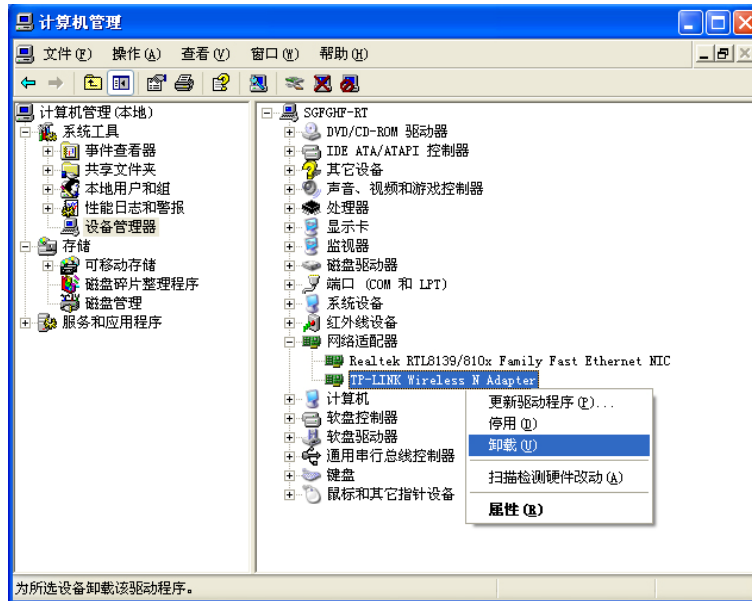 计算机管理
文件(F) 操作(A) 查看(V) 窗口(W) 帮助(H)
计算机管理(本地)
系统工具
事件查看器
共享文件夹
本地用户和组
性能日志和警报
设备管理器
存储
可移动存储
磁盘碎片整理程序
磁盘管理
服务和应用程序
SGFGHF-RT
DVD/CD-ROM 驱动器
IDE ATA/ATAPI 控制器
其它设备
声音、视频和游戏控制器
处理器
显示卡
监视器
磁盘驱动器
端口 (COM 和 LPT)
系统设备
红外线设备
网络适配器
Realtek RTL8139/810x Family Fast Ethernet NIC
TP-LINK Wireless N Adapter
计算机
软盘控制器
软盘驱动器
通用串行总线控制器
键盘
鼠标和其它指针设备
更新驱动程序(P)...
停用(D)
卸载(U)
扫描检测硬件改动(A)
属性(R)
为所选设备卸载该驱动程序。